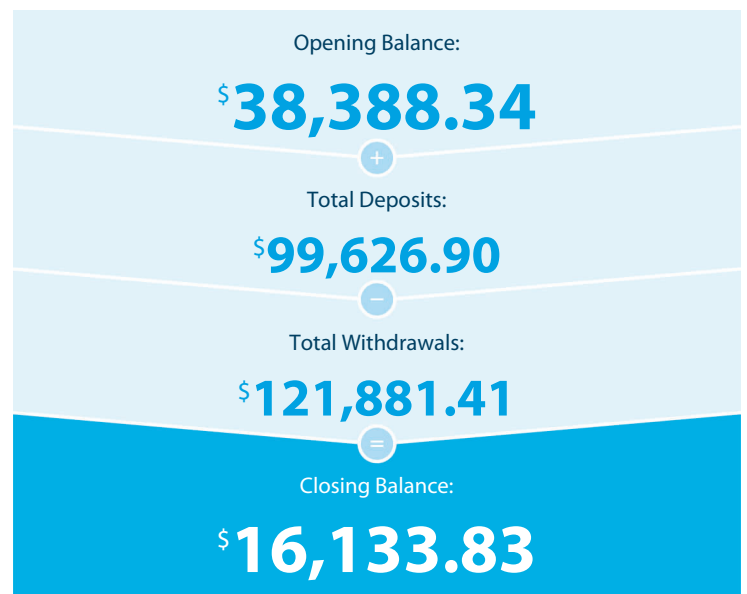 Opening Balance:
$38,388.34
+
Total Deposits:
$99,626.90
−
Total Withdrawals:
$121,881.41
=
Closing Balance:
$16,133.83